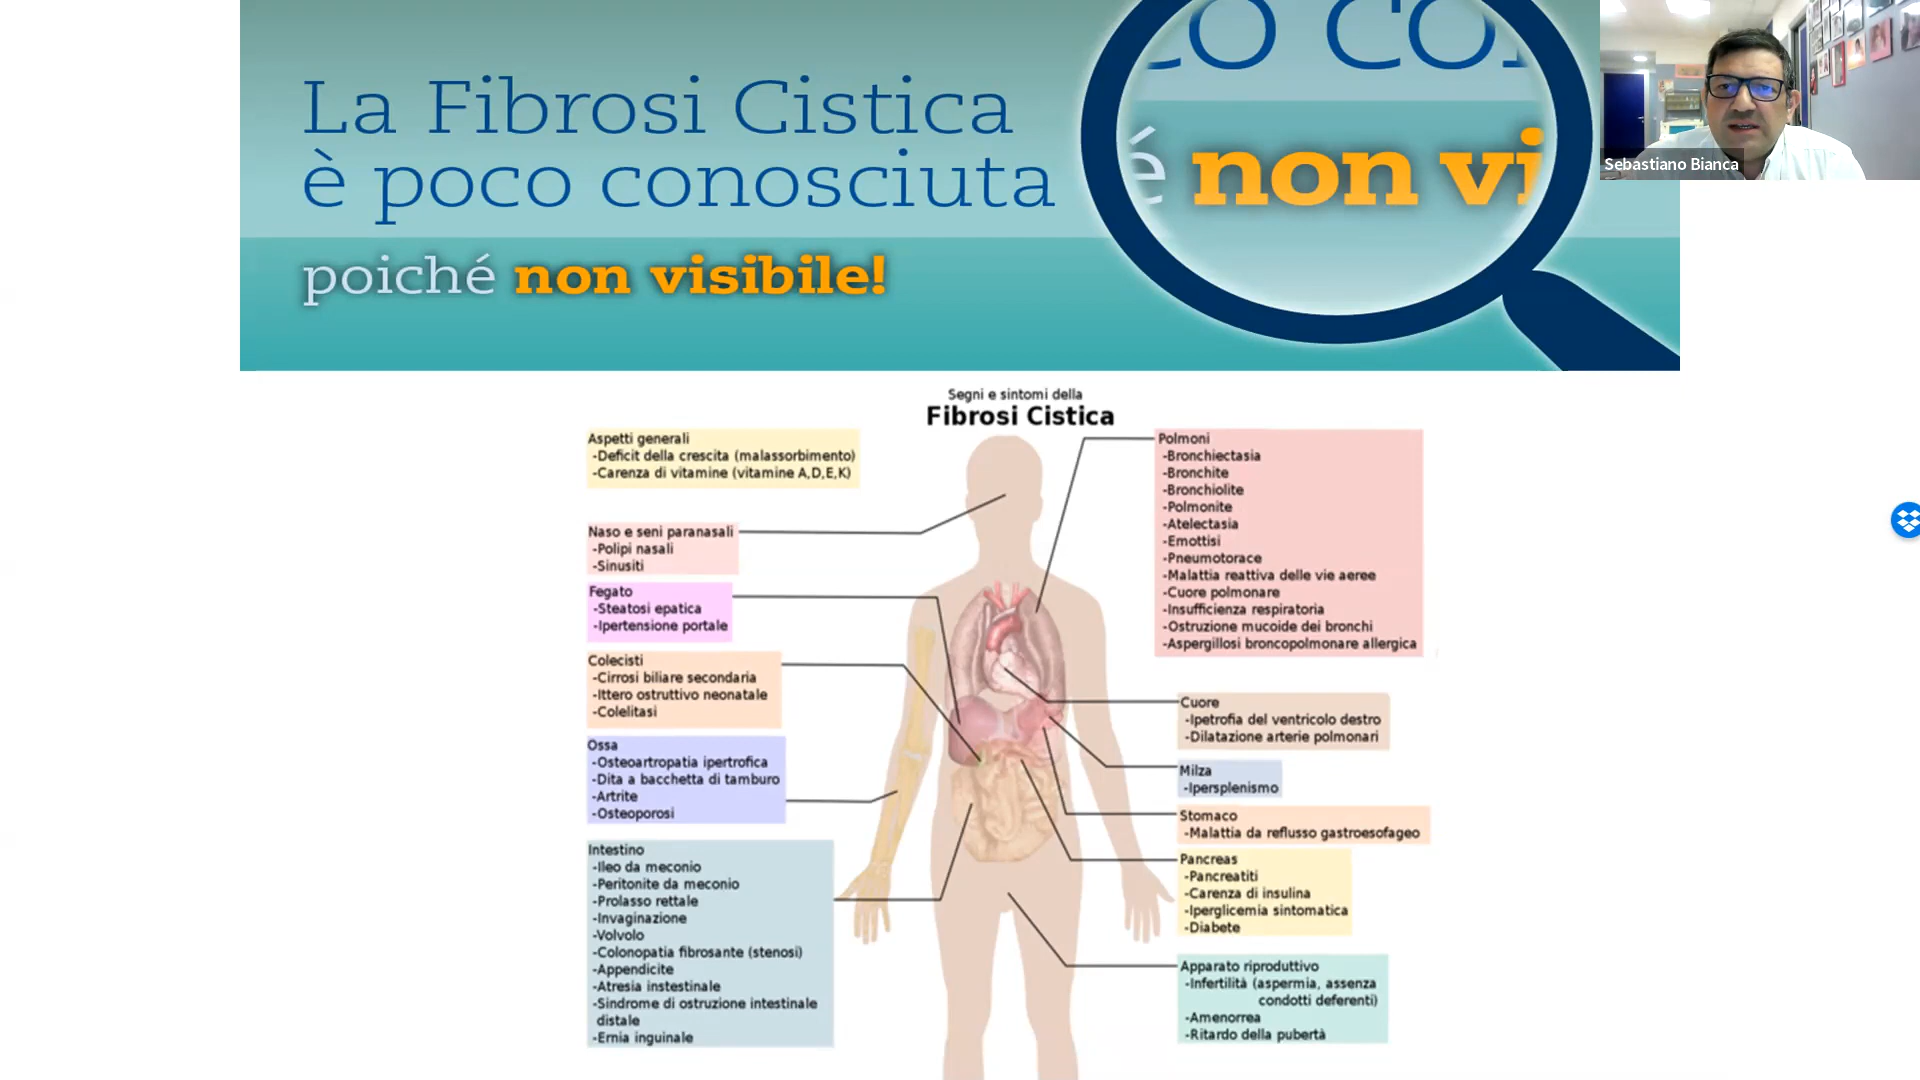 La Fibrosi Cistica
è poco conosciuta
poiché non visibile!
CO CO
é non vi
Sebastiano Bianca
Segni e sintomi della
Fibrosi Cistica
Aspetti generali
-Deficit della crescita (malassorbimento)
-Carenza di vitamine (vitamine A,D,E,K)
Naso e seni paranasali
-Polipi nasali
-Sinusiti
Fegato
-Steatosi epatica
-Ipertensione portale
Colecisti
-Cirrosi biliare secondaria
-Ittero ostruttivo neonatale
-Colelitasi
Ossa
-Osteoartropatia ipertrofica
-Dita a bacchetta di tamburo
-Artrite
-Osteoporosi
Intestino
-Ileo da meconio
-Peritonite da meconio
-Prolasso rettale
-Invaginazione
-Volvolo
-Colonopatia fibrosante (stenosi)
-Appendicite
-Atresia instestinale
-Sindrome di ostruzione intestinale
distale
-Ernia inguinale
Polmoni
-Bronchiectasia
-Bronchite
-Bronchiolite
-Polmonite
-Atelectasia
-Emottisi
-Pneumotorace
-Malattia reattiva delle vie aeree
-Cuore polmonare
-Insufficienza respiratoria
-Ostruzione mucoide dei bronchi
-Aspergillosi broncopolmonare allergica
Cuore
-Ipetrofia del ventricolo destro
-Dilatazione arterie polmonari
Milza
-Ipersplenismo
Stomaco
-Malattia da reflusso gastroesofageo
Pancreas
-Pancreatiti
-Carenza di insulina
-Iperglicemia sintomatica
-Diabete
Apparato riproduttivo
-Infertilità (aspermia, assenza
condotti deferenti)
-Amenorrea
-Ritardo della pubertà